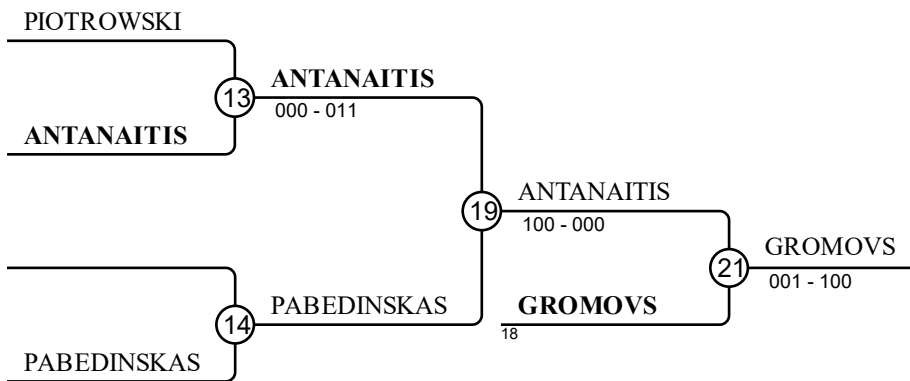 PIOTROWSKI
ANTANAITIS
13
000 - 011
ANTANAITIS
ANTANAITIS
19
100 - 000
GROMOVS
21
001 - 100
PABEDINSKAS
GROMOVS
14
18
PABEDINSKAS